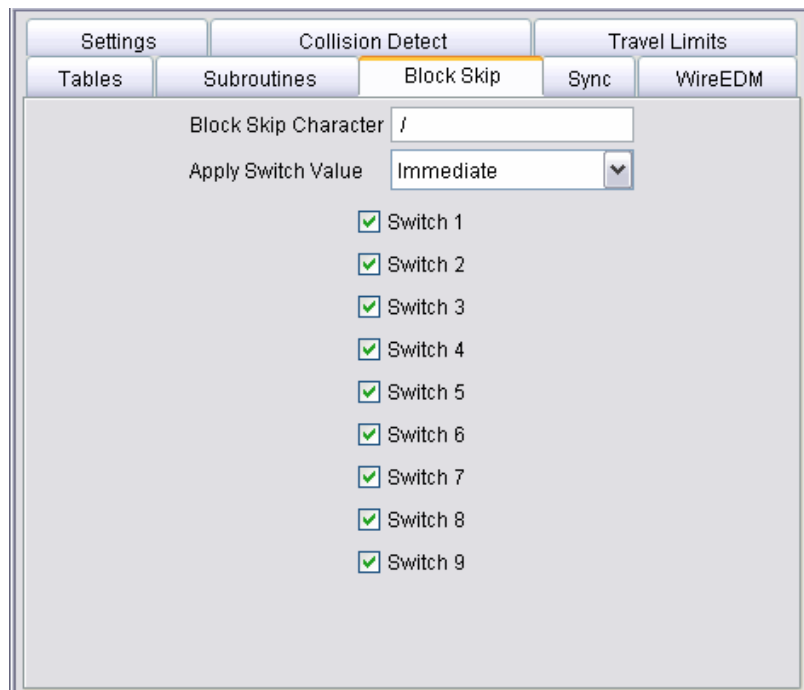 Settings Collision Detect Travel Limits
Tables Subroutines Block Skip Sync WireEDM
Block Skip Character /
Apply Switch Value Immediate
Switch 1
Switch 2
Switch 3
Switch 4
Switch 5
Switch 6
Switch 7
Switch 8
Switch 9